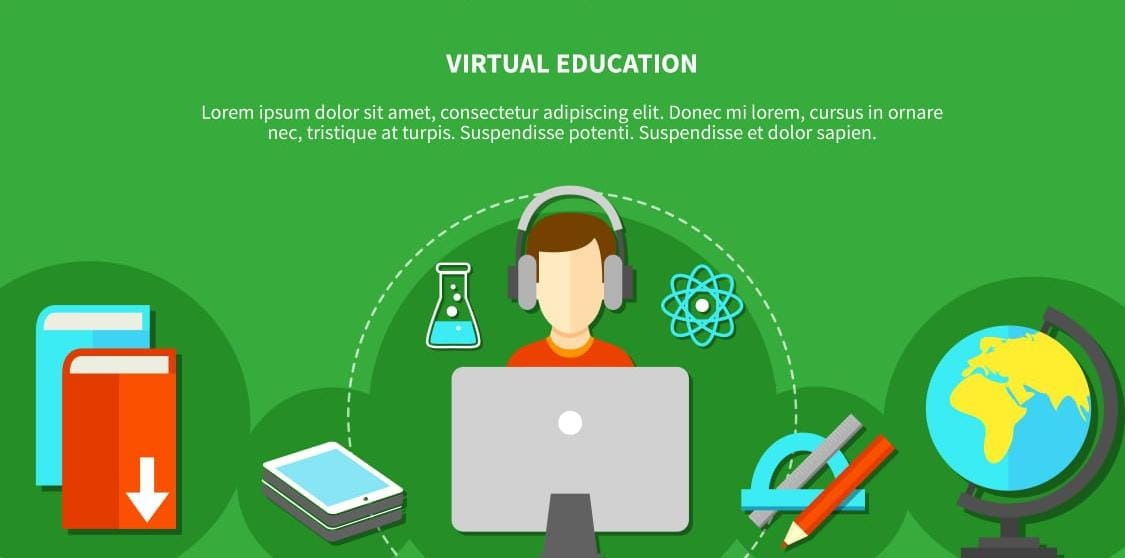 VIRTUAL EDUCATION
Lorem ipsum dolor sit amet, consectetur adipiscing elit. Donec mi lorem, cursus in ornare
nec, tristique at turpis. Suspendisse potenti. Suspendisse et dolor sapien.